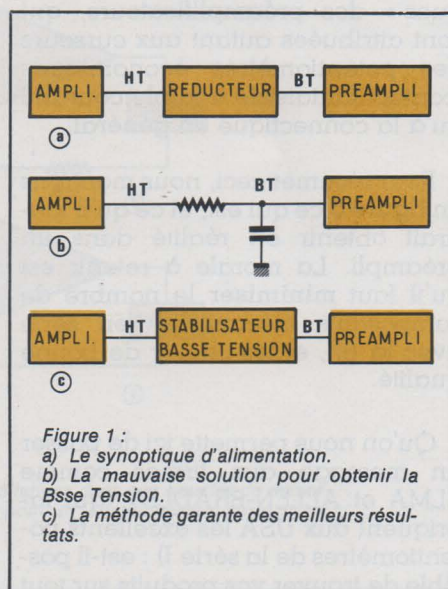 HT BT
AMPLI. REDUCTEUR PREAMPLI
a
HT BT
AMPLI. PREAMPLI
b
HT STABILISATEUR BT
AMPLI. BASSE TENSION PREAMPLI.
c
Figure 1 :
a) Le synoptique d'alimentation.
b) La mauvaise solution pour obtenir la
Bsse Tension.
c) La méthode garante des meilleurs résul-
tats.